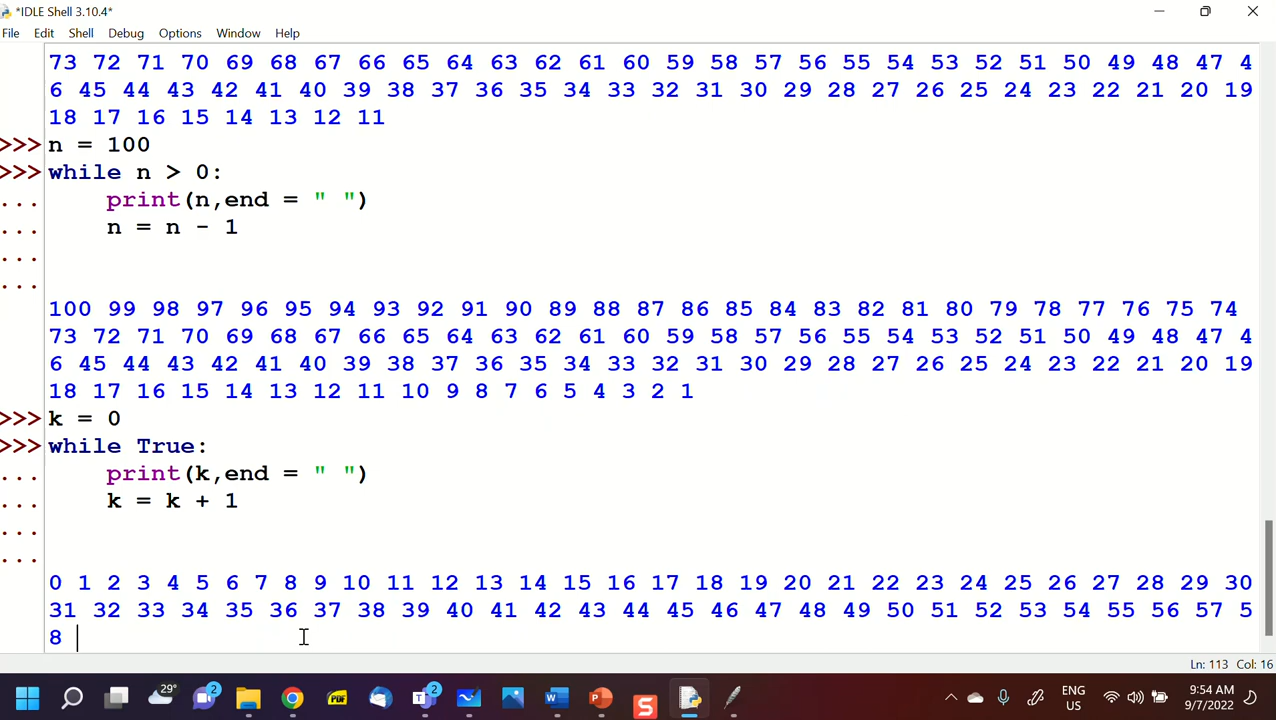 *IDLE Shell 3.10.4*
File Edit Shell Debug Options Window Help
73 72 71 70 69 68 67 66 65 64 63 62 61 60 59 58 57 56 55 54 53 52 51 50 49 48 47 4
6 45 44 43 42 41 40 39 38 37 36 35 34 33 32 31 30 29 28 27 26 25 24 23 22 21 20 19
18 17 16 15 14 13 12 11
>>> n = 100
>>> while n > 0:
...     print(n,end = " ")
...     n = n - 1
...
...
100 99 98 97 96 95 94 93 92 91 90 89 88 87 86 85 84 83 82 81 80 79 78 77 76 75 74
73 72 71 70 69 68 67 66 65 64 63 62 61 60 59 58 57 56 55 54 53 52 51 50 49 48 47 4
6 45 44 43 42 41 40 39 38 37 36 35 34 33 32 31 30 29 28 27 26 25 24 23 22 21 20 19
18 17 16 15 14 13 12 11 10 9 8 7 6 5 4 3 2 1
>>> k = 0
>>> while True:
...     print(k,end = " ")
...     k = k + 1
...
...
0 1 2 3 4 5 6 7 8 9 10 11 12 13 14 15 16 17 18 19 20 21 22 23 24 25 26 27 28 29 30
31 32 33 34 35 36 37 38 39 40 41 42 43 44 45 46 47 48 49 50 51 52 53 54 55 56 57 5
8
Ln: 113 Col: 16
29°
2
PDF
T 2
W
P
S
ENG
US
9:54 AM
9/7/2022